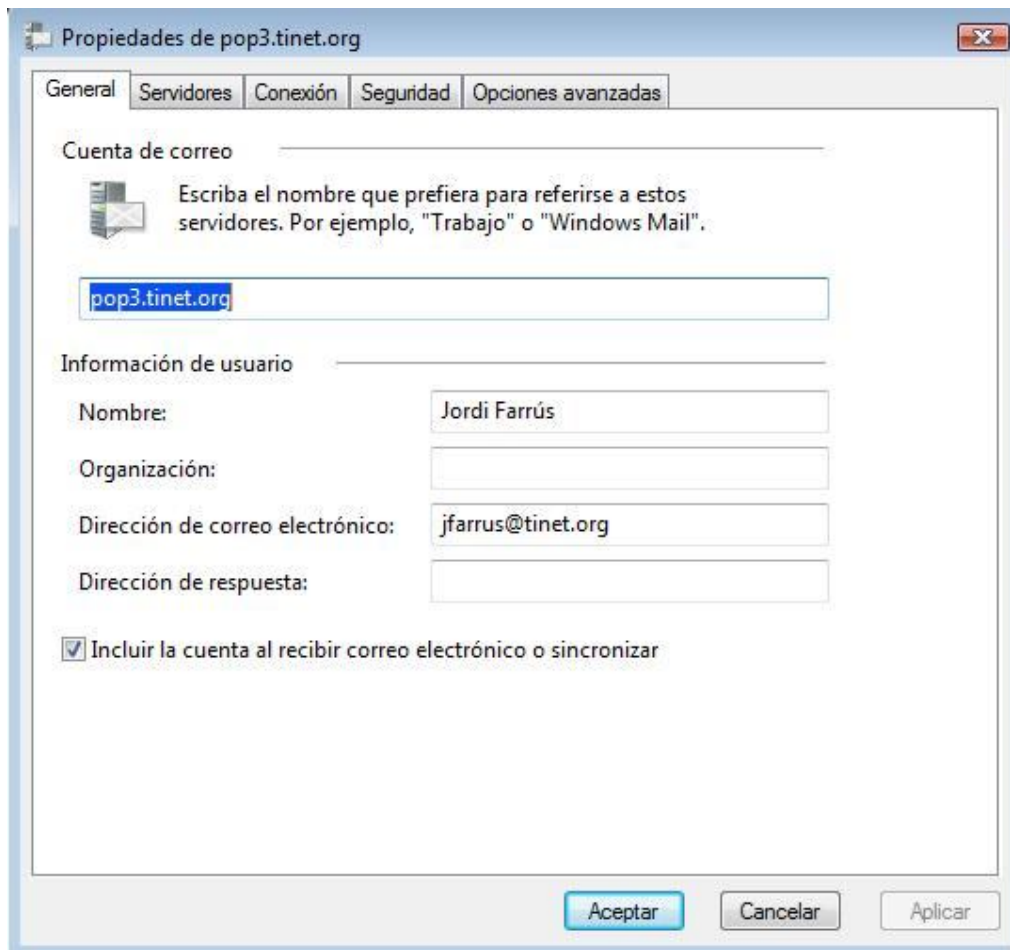 Propiedades de pop3.tinet.org
General
Servidores
Conexión
Seguridad
Opciones avanzadas
Cuenta de correo
Escriba el nombre que prefiera para referirse a estos
servidores. Por ejemplo, "Trabajo" o "Windows Mail".
pop3.tinet.org
Información de usuario
Nombre: Jordi Farrús
Organización:
Dirección de correo electrónico: jfarrus@tinet.org
Dirección de respuesta:
Incluir la cuenta al recibir correo electrónico o sincronizar
Aceptar
Cancelar
Aplicar